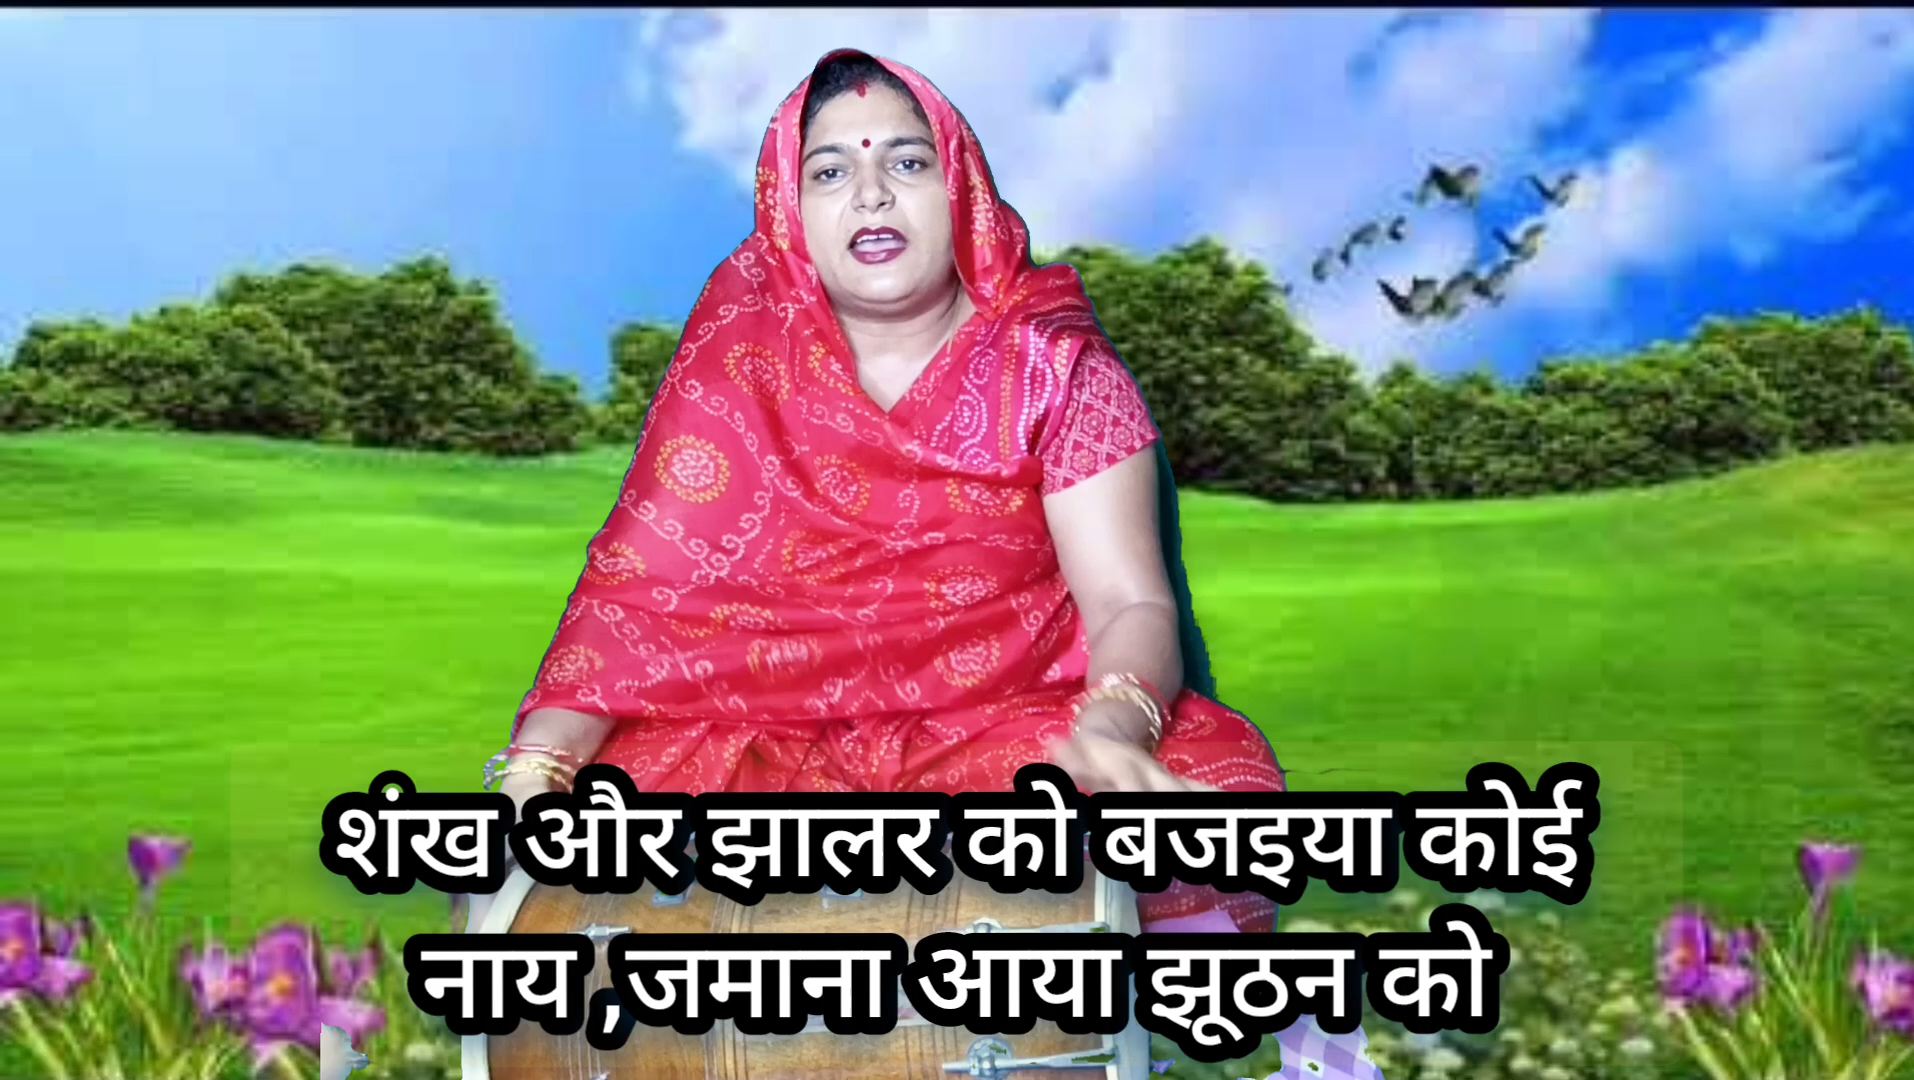 शंख और झालर को बजइया कोई
नाय ,जमाना आया झूठन को